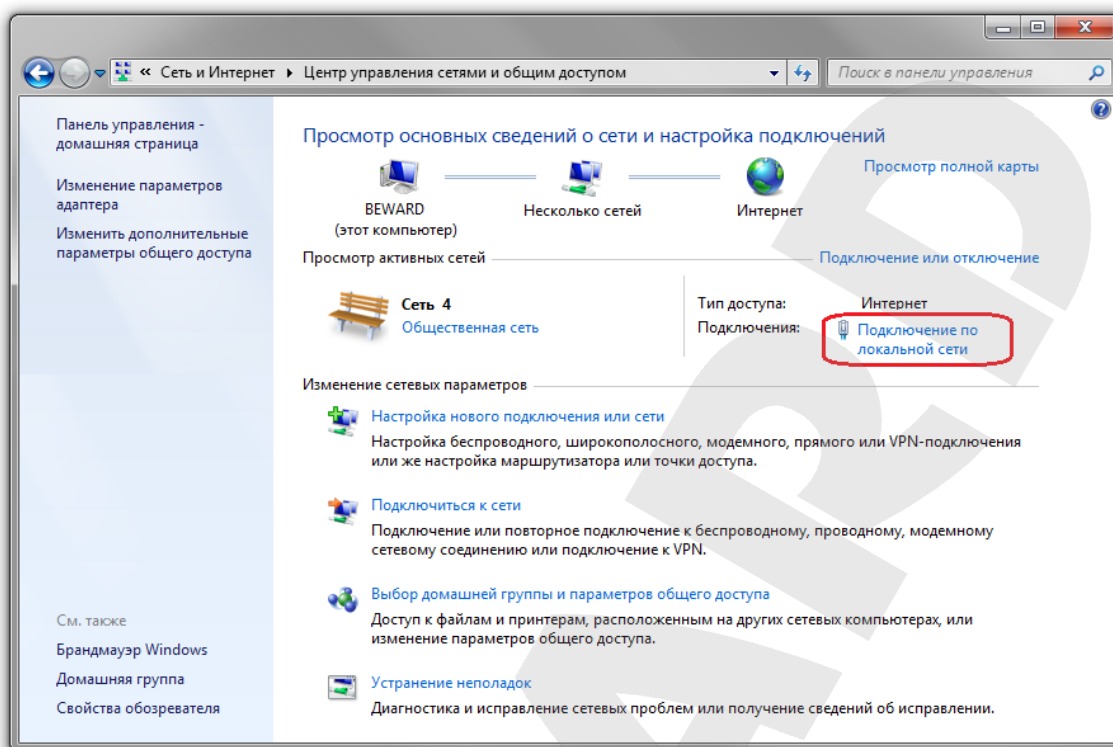 « Сеть и Интернет ▸ Центр управления сетями и общим доступом
Поиск в панели управления
Панель управления -
домашняя страница
Изменение параметров
адаптера
Изменить дополнительные
параметры общего доступа
См. также
Брандмауэр Windows
Домашняя группа
Свойства обозревателя
Просмотр основных сведений о сети и настройка подключений
Просмотр полной карты
BEWARD
(этот компьютер)
Несколько сетей
Интернет
Просмотр активных сетей
Подключение или отключение
Сеть 4
Общественная сеть
Тип доступа: Интернет
Подключения: Подключение по
локальной сети
Изменение сетевых параметров
Настройка нового подключения или сети
Настройка беспроводного, широкополосного, модемного, прямого или VPN-подключения
или же настройка маршрутизатора или точки доступа.
Подключиться к сети
Подключение или повторное подключение к беспроводному, проводному, модемному
сетевому соединению или подключение к VPN.
Выбор домашней группы и параметров общего доступа
Доступ к файлам и принтерам, расположенным на других сетевых компьютерах, или
изменение параметров общего доступа.
Устранение неполадок
Диагностика и исправление сетевых проблем или получение сведений об исправлении.